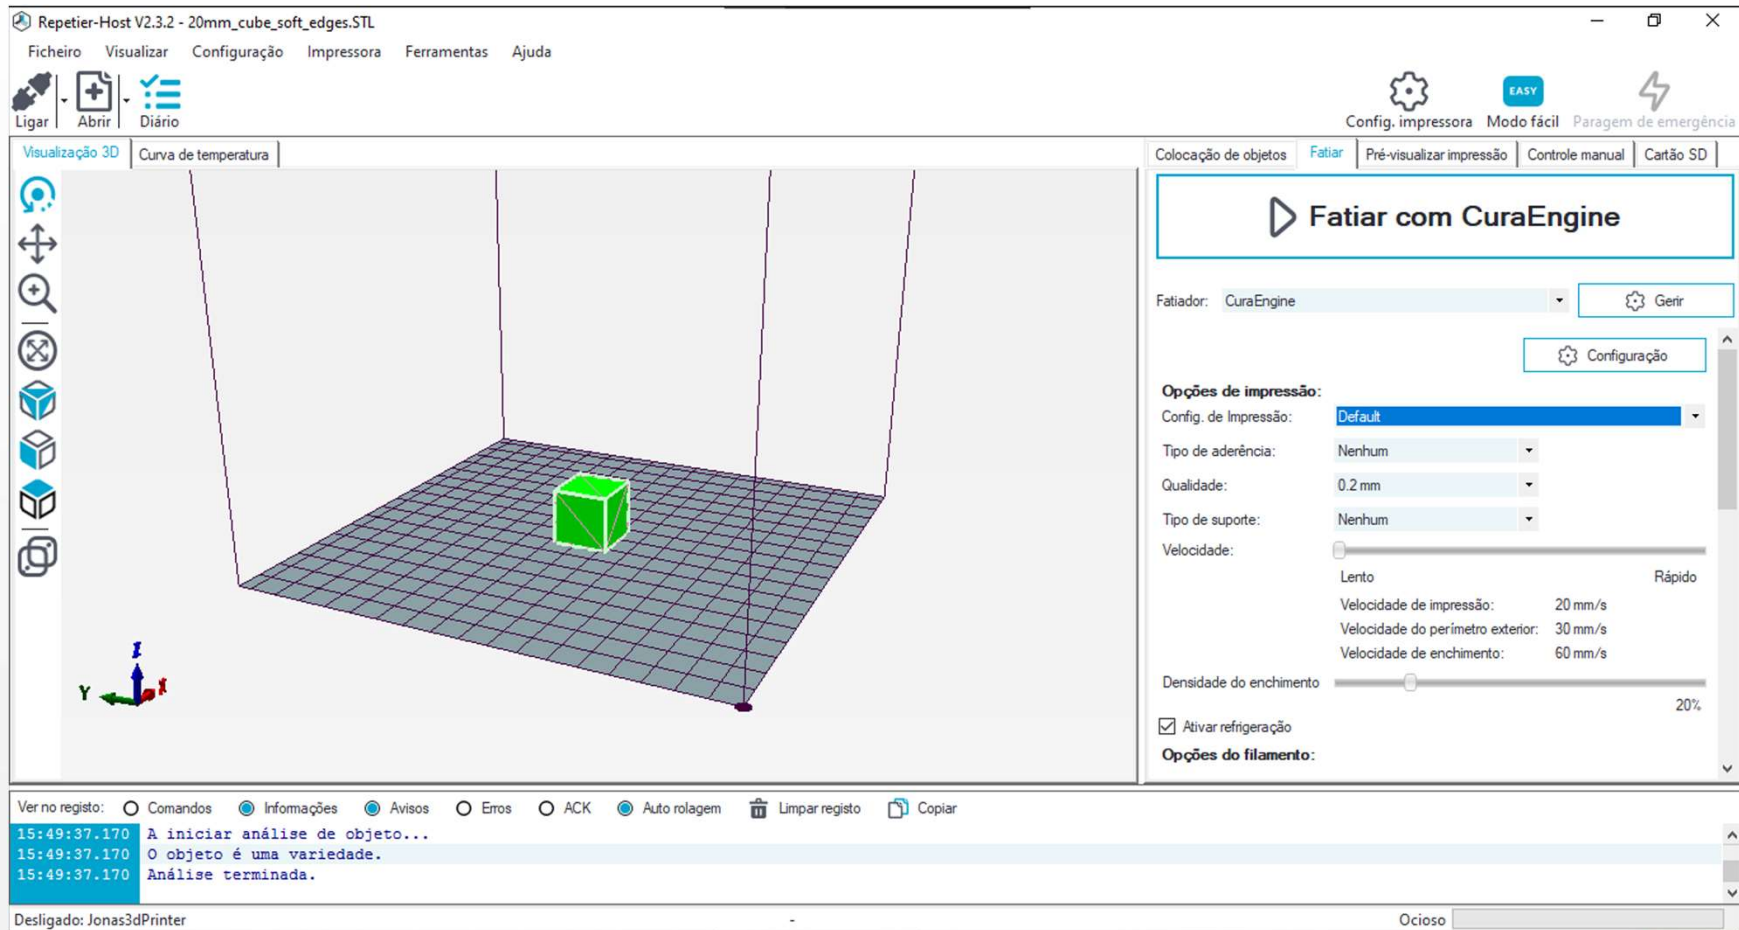 Repetier-Host V2.3.2 - 20mm_cube_soft_edges.STL
Ficheiro Visualizar Configuração Impressora Ferramentas Ajuda
EASY
Ligar Abrir Diário Config. impressora Modo fácil Paragem de emergência
Visualização 3D Curva de temperatura
Colocação de objetos Fatiar Pré-visualizar impressão Controle manual Cartão SD
Fatiar com CuraEngine
Fatiador: CuraEngine Gerir
Configuração
Opções de impressão:
Config. de Impressão: Default
Tipo de aderência: Nenhum
Qualidade: 0.2 mm
Tipo de suporte: Nenhum
Velocidade:
Lento Rápido
Velocidade de impressão: 20 mm/s
Velocidade do perímetro exterior: 30 mm/s
Velocidade de enchimento: 60 mm/s
Densidade do enchimento
20%
Ativar refrigeração
Opções do filamento:
Z
Y X
Ver no registo: Comandos Informações Avisos Erros ACK Auto rolagem Limpar registo Copiar
15:49:37.170 A iniciar análise de objeto...
15:49:37.170 O objeto é uma variedade.
15:49:37.170 Análise terminada.
Desligado: Jonas3dPrinter - Ocioso